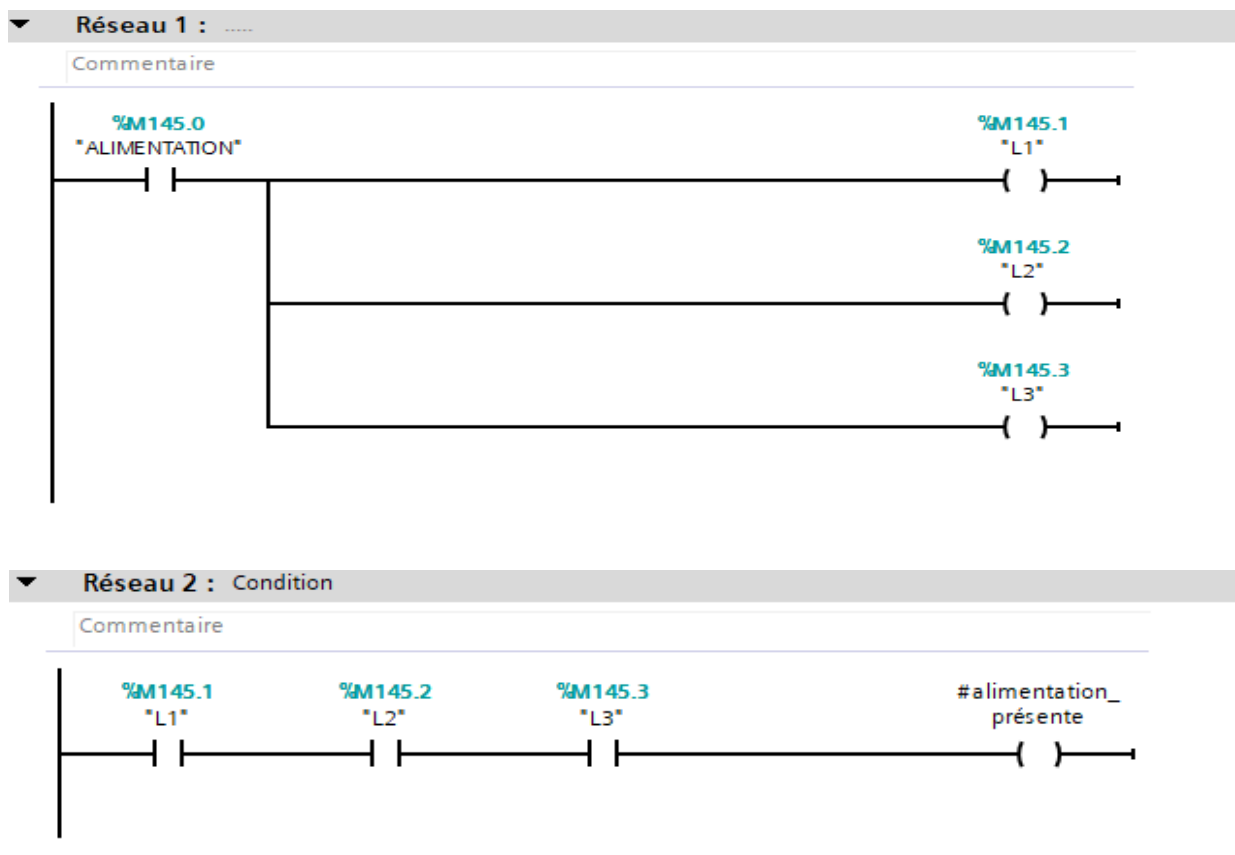 Réseau 1 : .....
Commentaire
%M145.0
"ALIMENTATION"
%M145.1
"L1"
%M145.2
"L2"
%M145.3
"L3"
Réseau 2 : Condition
Commentaire
%M145.1
"L1"
%M145.2
"L2"
%M145.3
"L3"
#alimentation_
présente